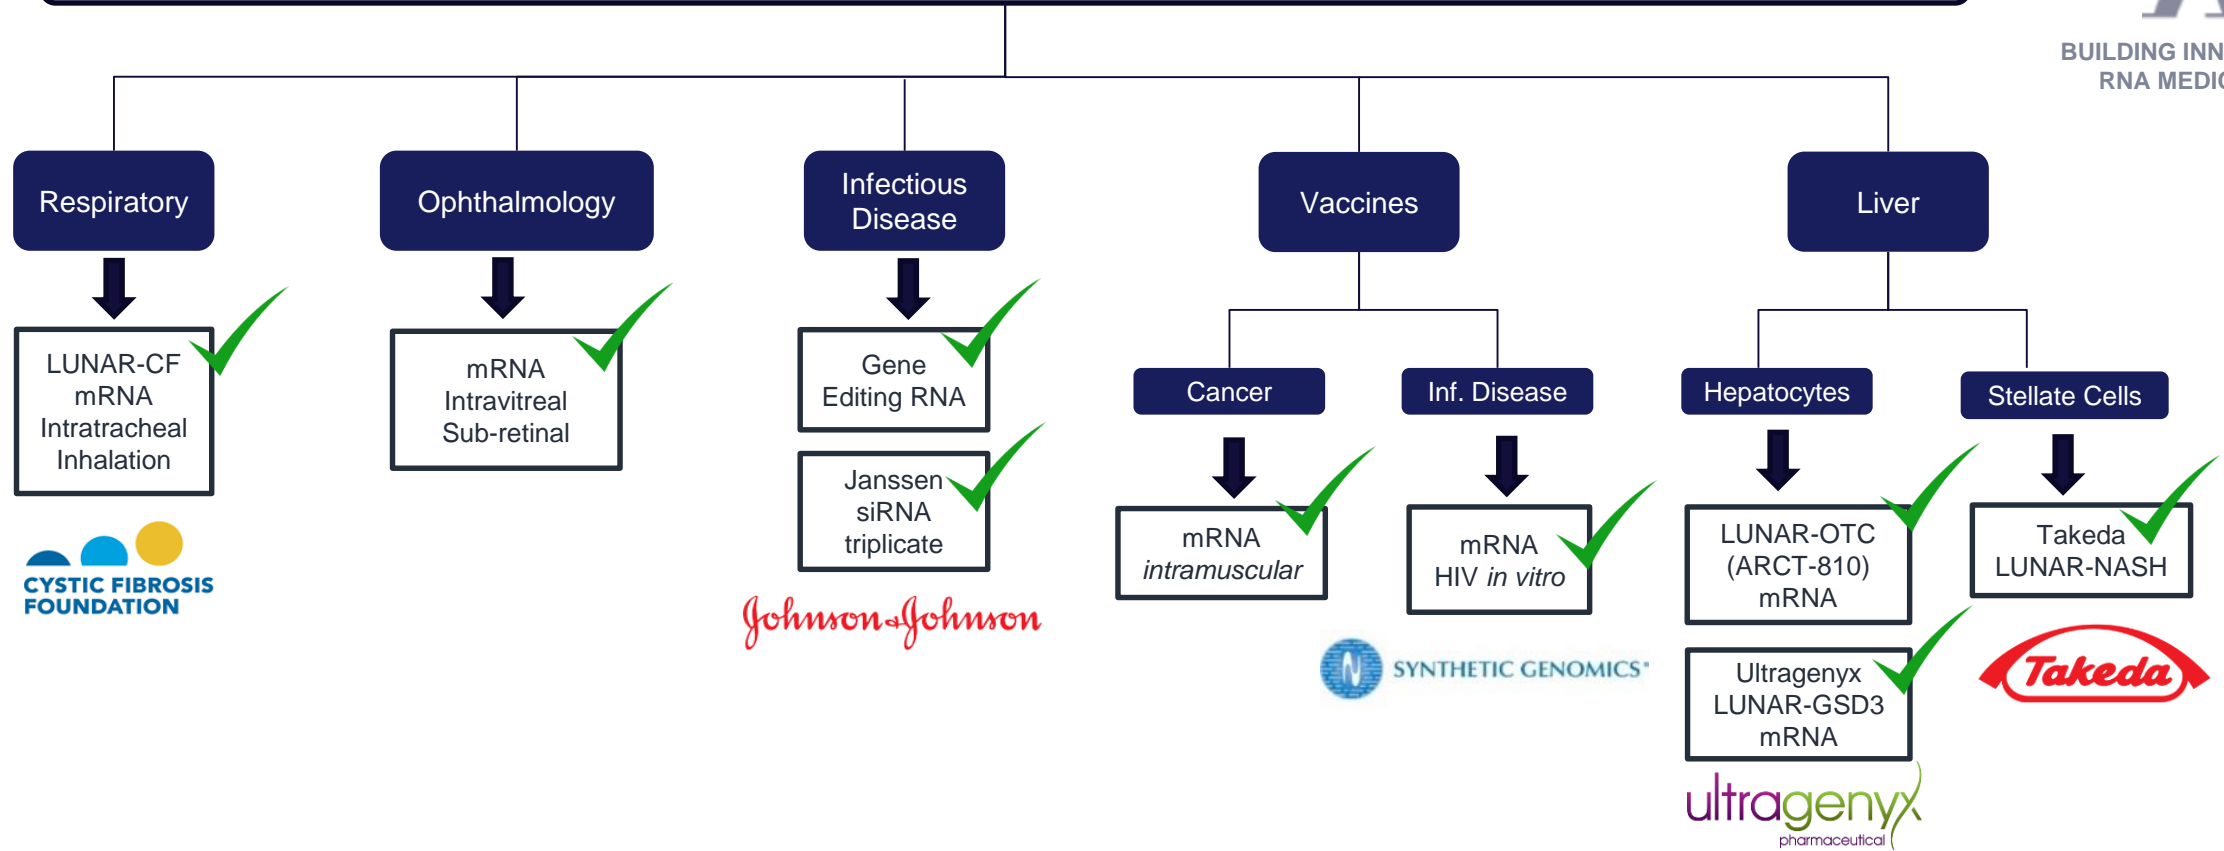 BUILDING INN
RNA MEDIC
Respiratory
Ophthalmology
Infectious
Disease
Vaccines
Liver
LUNAR-CF
mRNA
Intratracheal
Inhalation
mRNA
Intravitreal
Sub-retinal
Gene
Editing RNA
Janssen
siRNA
triplicate
Cancer
Inf. Disease
Hepatocytes
Stellate Cells
mRNA
intramuscular
mRNA
HIV in vitro
LUNAR-OTC
(ARCT-810)
mRNA
Takeda
LUNAR-NASH
Ultragenyx
LUNAR-GSD3
mRNA
CYSTIC FIBROSIS
FOUNDATION
Johnson&Johnson
SYNTHETIC GENOMICS®
Takeda
ultragenyx
pharmaceutical